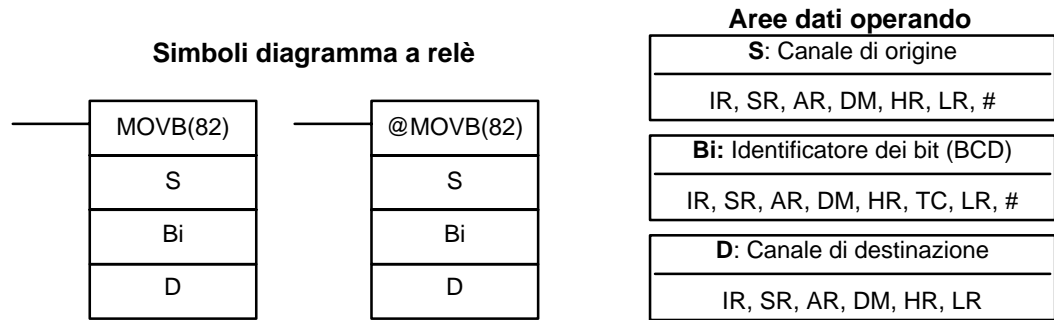 Simboli diagramma a relè
MOVB(82)
S
Bi
D
@MOVB(82)
S
Bi
D
Aree dati operando
S: Canale di origine
IR, SR, AR, DM, HR, LR, #
Bi: Identificatore dei bit (BCD)
IR, SR, AR, DM, HR, TC, LR, #
D: Canale di destinazione
IR, SR, AR, DM, HR, LR